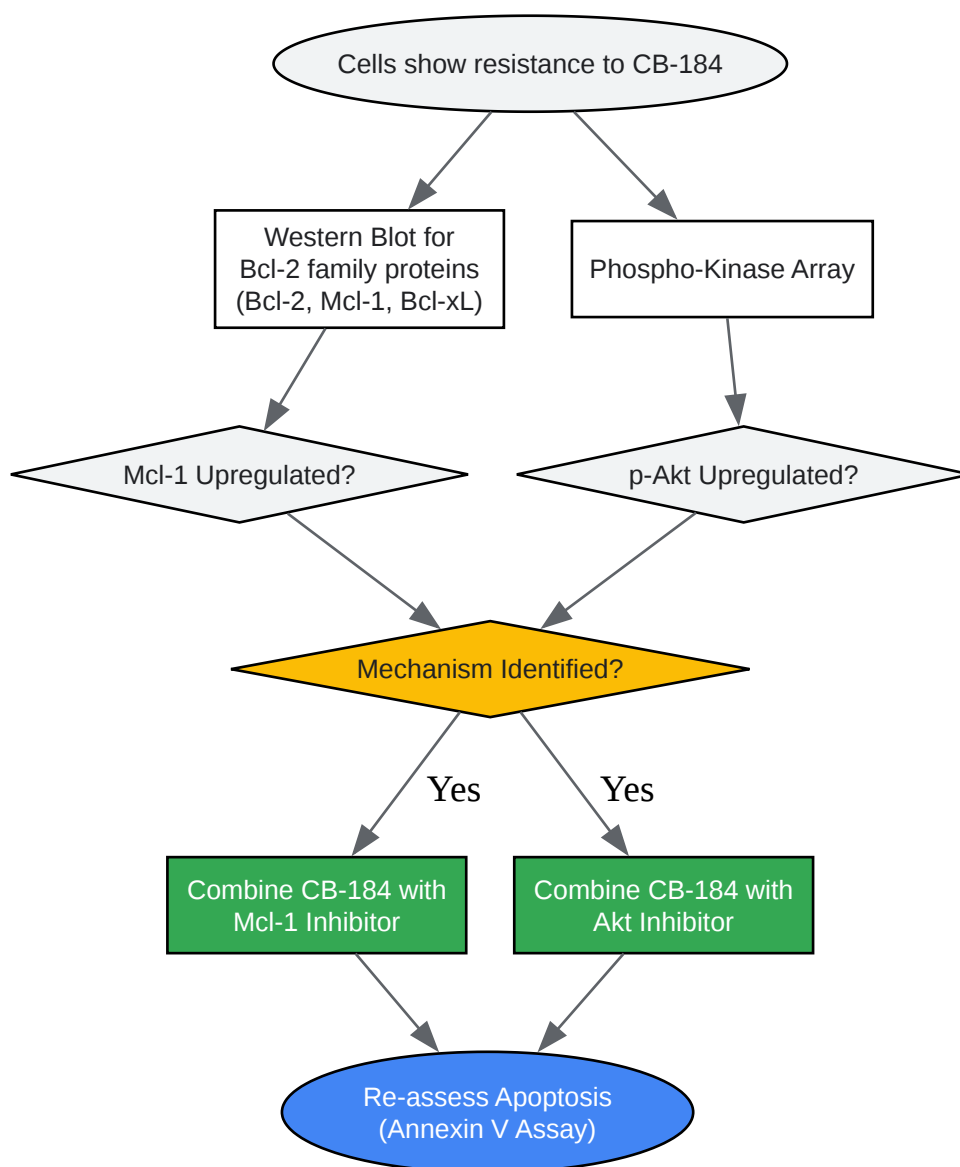 Cells show resistance to CB-184
Western Blot for
Bcl-2 family proteins
(Bcl-2, Mcl-1, Bcl-xL)
Phospho-Kinase Array
Mcl-1 Upregulated?
p-Akt Upregulated?
Mechanism Identified?
Yes
Yes
Combine CB-184 with
Mcl-1 Inhibitor
Combine CB-184 with
Akt Inhibitor
Re-assess Apoptosis
(Annexin V Assay)